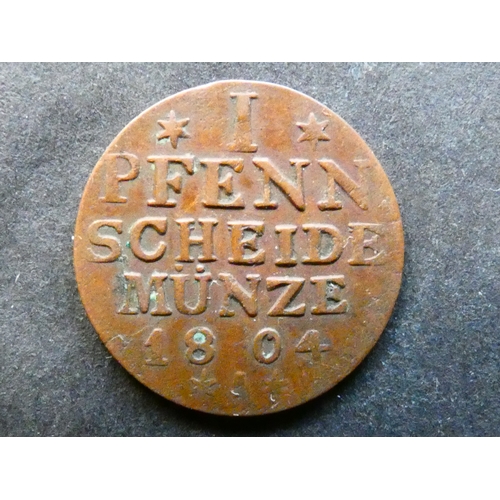 I
PFENN
SCHEIDE
MÜNZE
1804